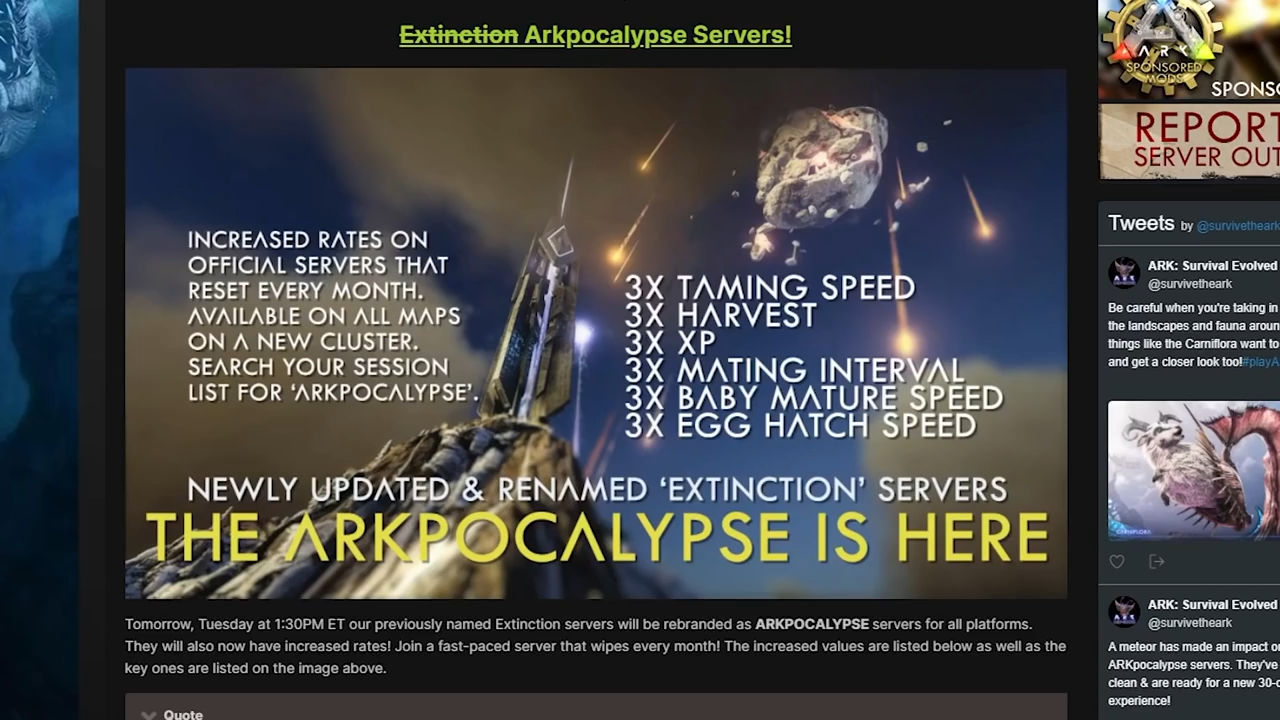 Extinction Arkpocalypse Servers!
INCREASED RATES ON
OFFICIAL SERVERS THAT
RESET EVERY MONTH.
AVAILABLE ON ALL MAPS
ON A NEW CLUSTER.
SEARCH YOUR SESSION
LIST FOR ‘ARKPOCALYPSE’.
3X TAMING SPEED
3X HARVEST
3X XP
3X MATING INTERVAL
3X BABY MATURE SPEED
3X EGG HATCH SPEED
NEWLY UPDATED & RENAMED ‘EXTINCTION’ SERVERS
THE ARKPOCALYPSE IS HERE
Tomorrow, Tuesday at 1:30PM ET our previously named Extinction servers will be rebranded as ARKPOCALYPSE servers for all platforms.
They will also now have increased rates! Join a fast-paced server that wipes every month! The increased values are listed below as well as the
key ones are listed on the image above.
Quote
ARK
SPONSORED
MODS
SPONSO
REPORT
SERVER OUT
Tweets by @survivetheark
ARK: Survival Evolved
@survivetheark
Be careful when you're taking in
the landscapes and fauna aroun
things like the Carniflora want to
and get a closer look too!#playA
CARNIFLORA
ARK: Survival Evolved
@survivetheark
A meteor has made an impact o
ARKpocalypse servers. They've
clean & are ready for a new 30-d
experience!